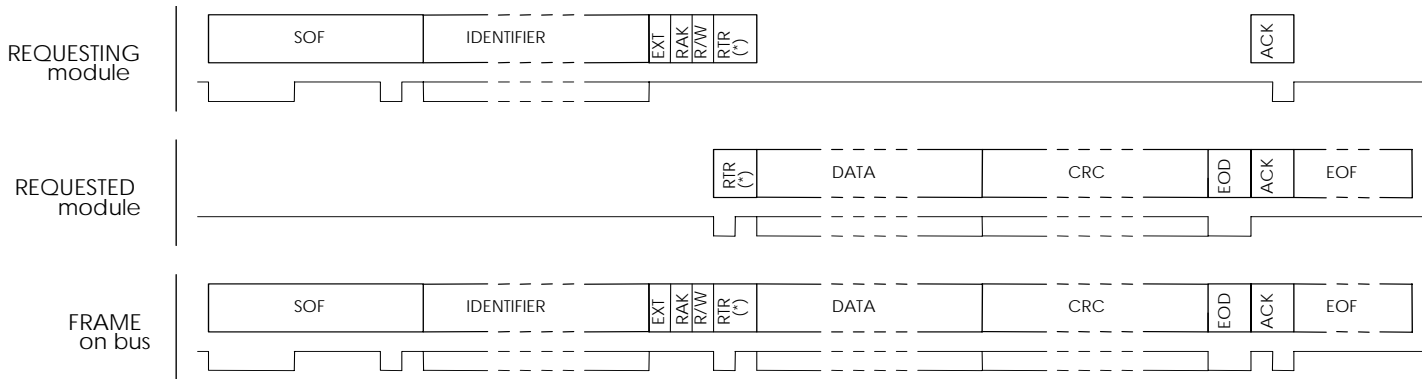 SOF IDENTIFIER EXT RAK R/W RTR (*) ACK
REQUESTING
module
RTR (*) DATA CRC EOD ACK EOF
REQUESTED
module
SOF IDENTIFIER EXT RAK R/W RTR (*) DATA CRC EOD ACK EOF
FRAME
on bus